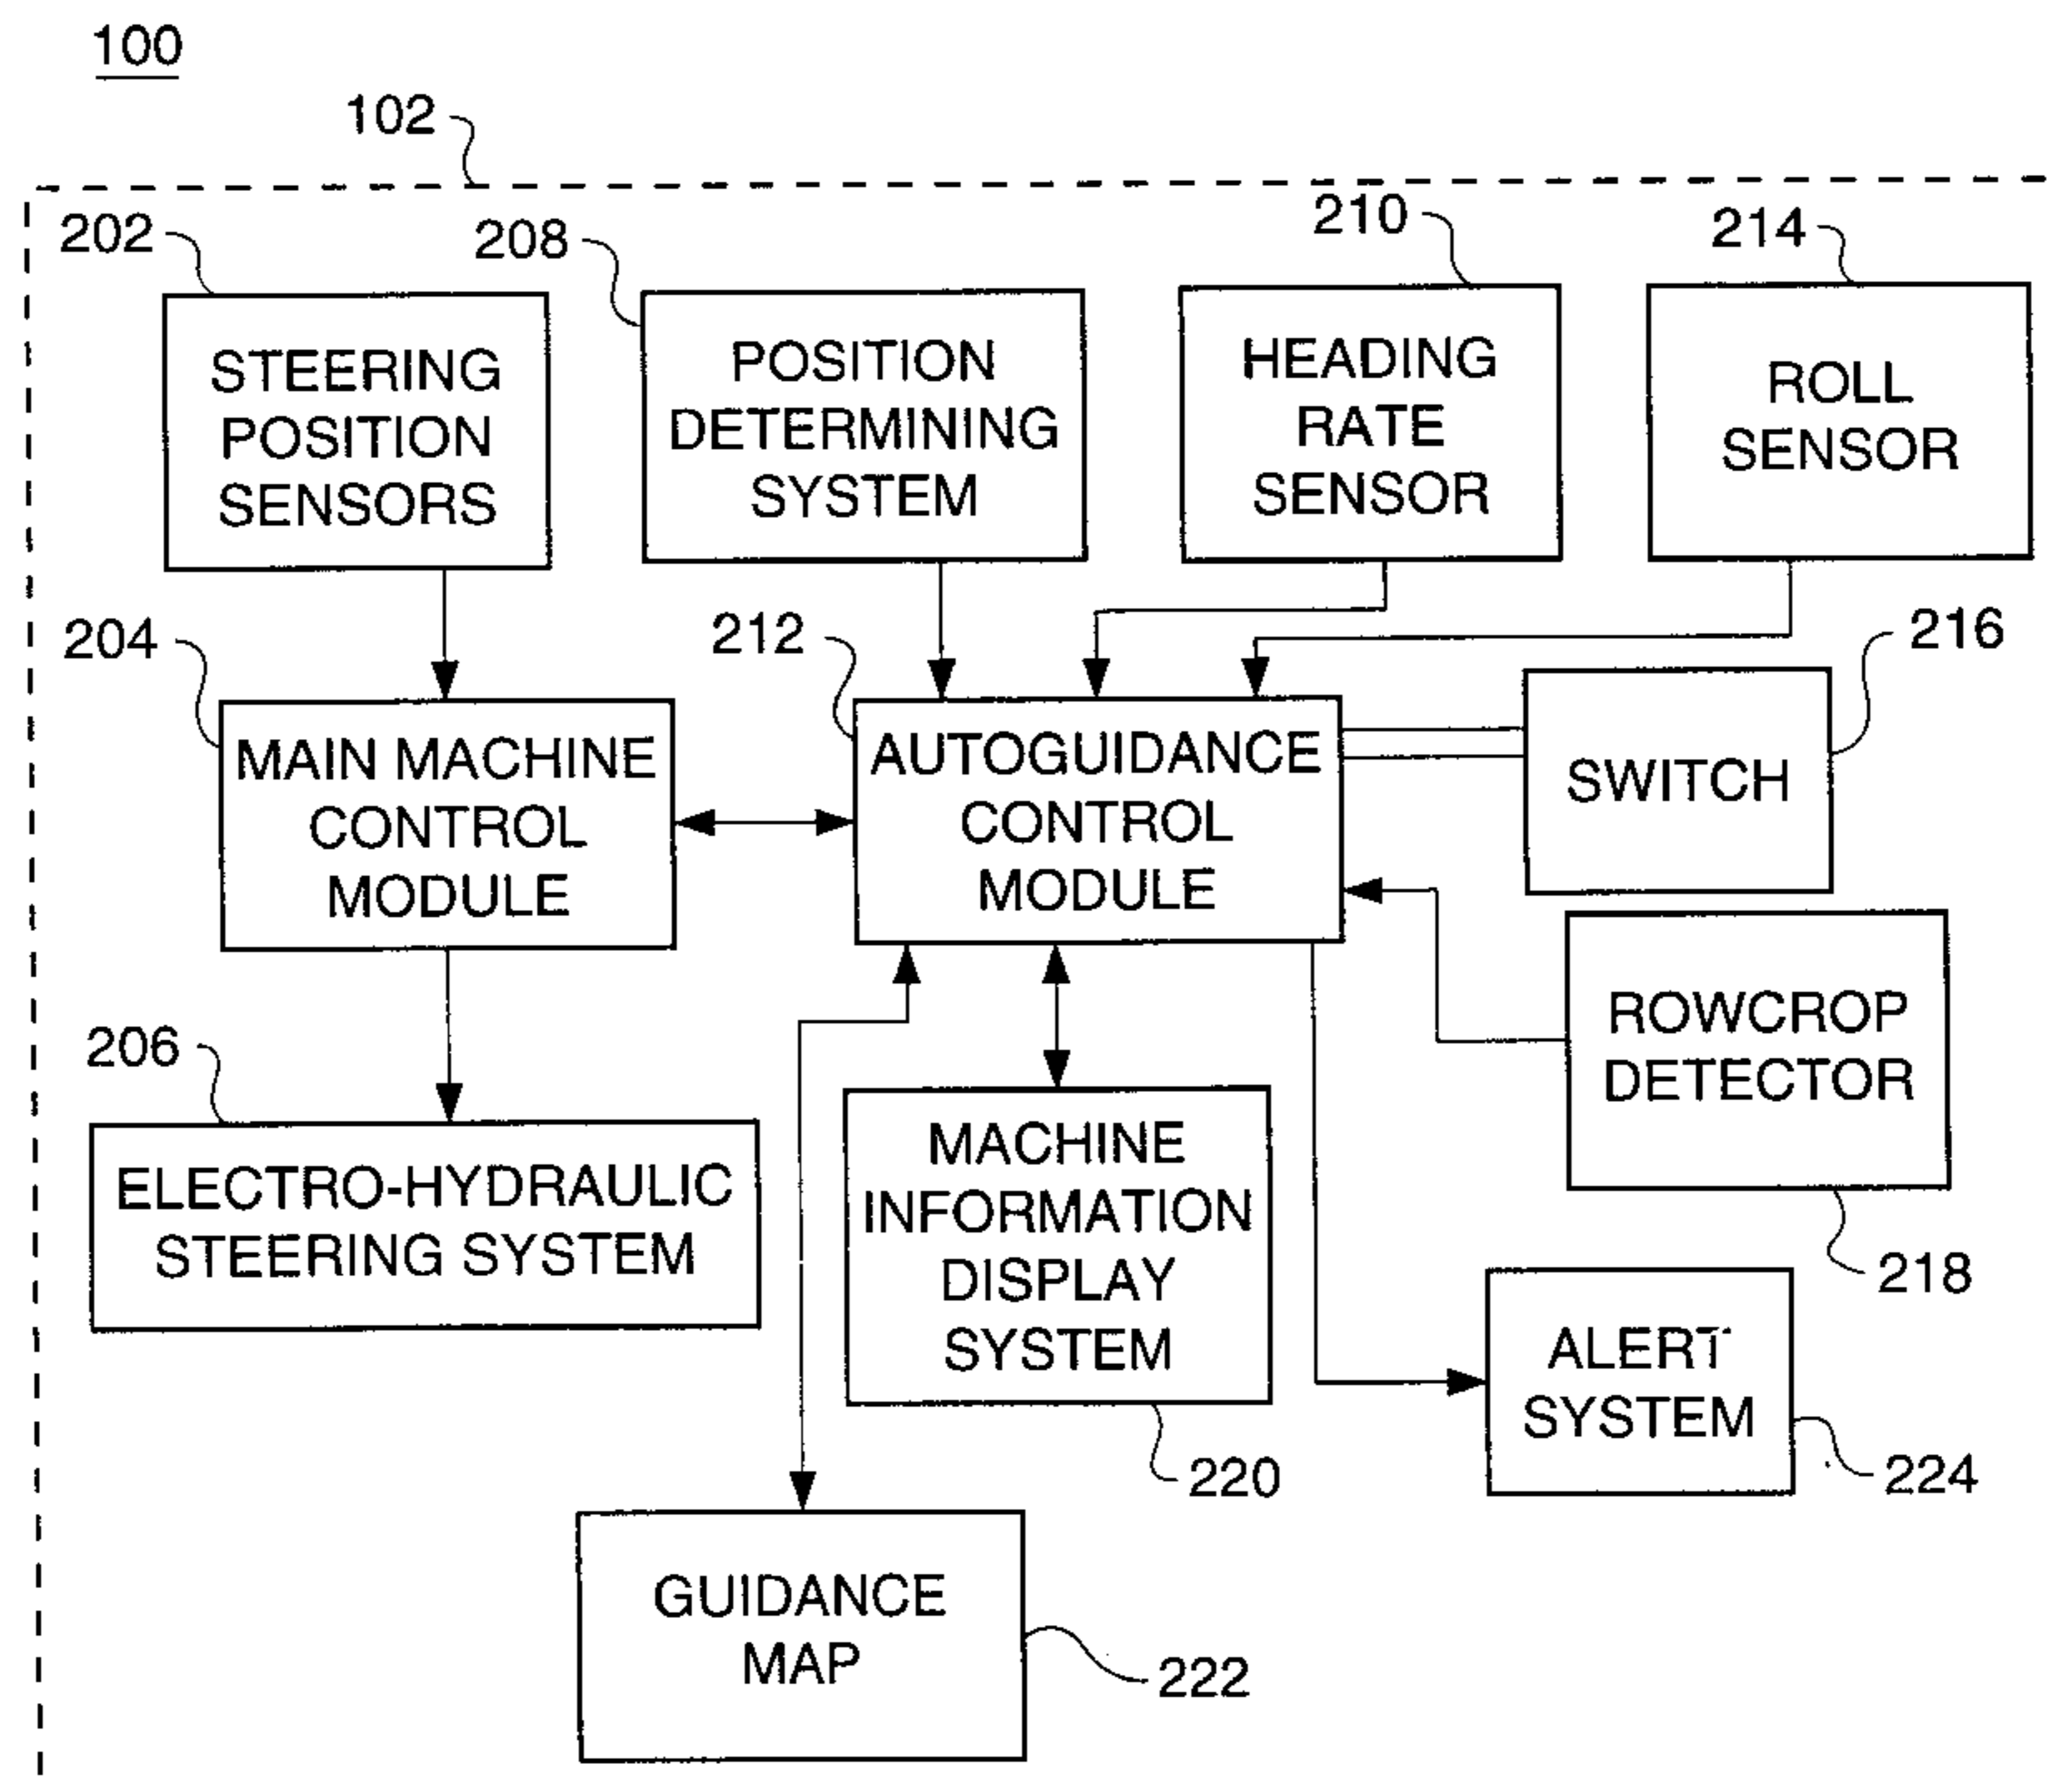 100
102
202
208
210
214
STEERING
POSITION
SENSORS
POSITION
DETERMINING
SYSTEM
HEADING
RATE
SENSOR
ROLL
SENSOR
204
212
216
MAIN MACHINE
CONTROL
MODULE
AUTOGUIDANCE
CONTROL
MODULE
SWITCH
206
ROWCROP
DETECTOR
218
ELECTRO-HYDRAULIC
STEERING SYSTEM
MACHINE
INFORMATION
DISPLAY
SYSTEM
220
ALERT
SYSTEM
224
GUIDANCE
MAP
222